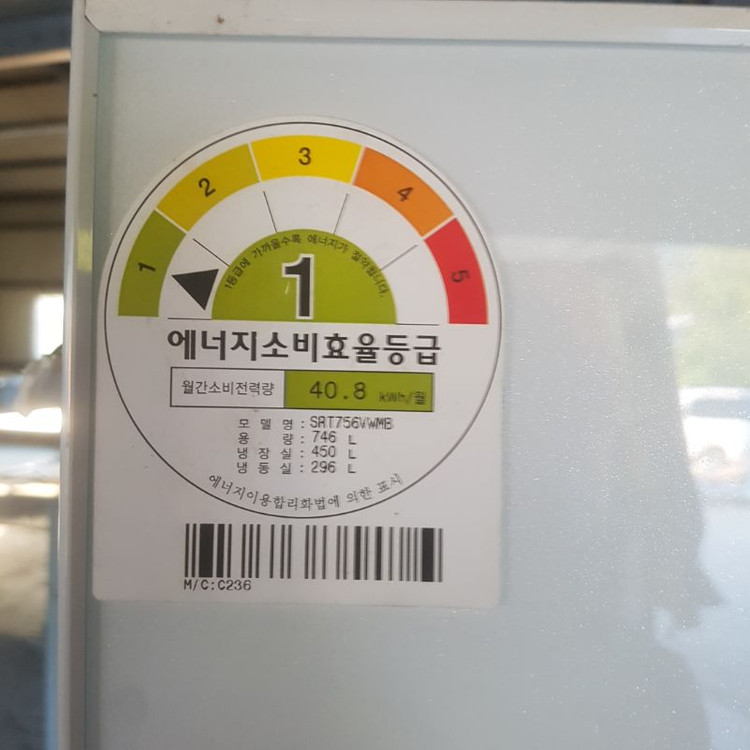 1
2
3
4
5
1등급에 가까울수록 에너지가 절약됩니다.
1
에너지소비효율등급
월간소비전력량 40.8 kWh/월
모 델 명 : SRT756VWMB
용 량 : 746 L
냉 장 실 : 450 L
냉 동 실 : 296 L
에너지이용합리화법에 의한 표시
M/C:C236